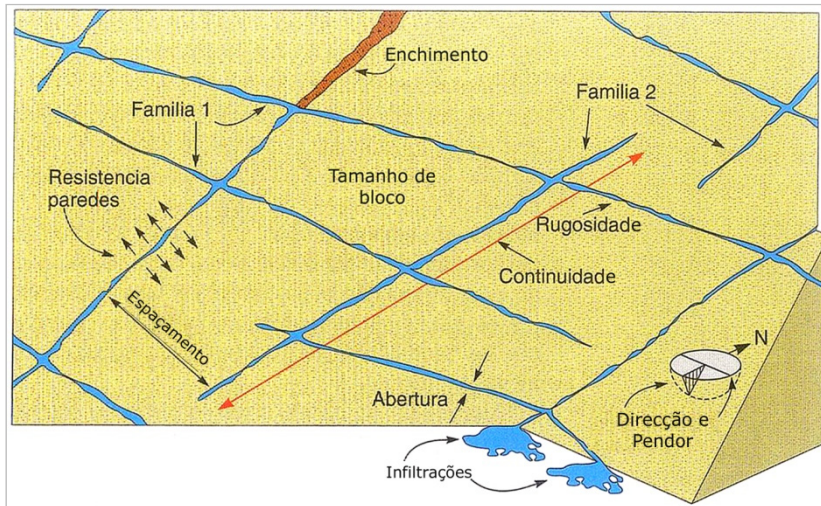 Enchimento
Familia 1
Familia 2
Resistencia
paredes
Tamanho de
bloco
Rugosidade
Continuidade
Espaçamento
N
Abertura
Direcção e
Pendor
Infiltrações